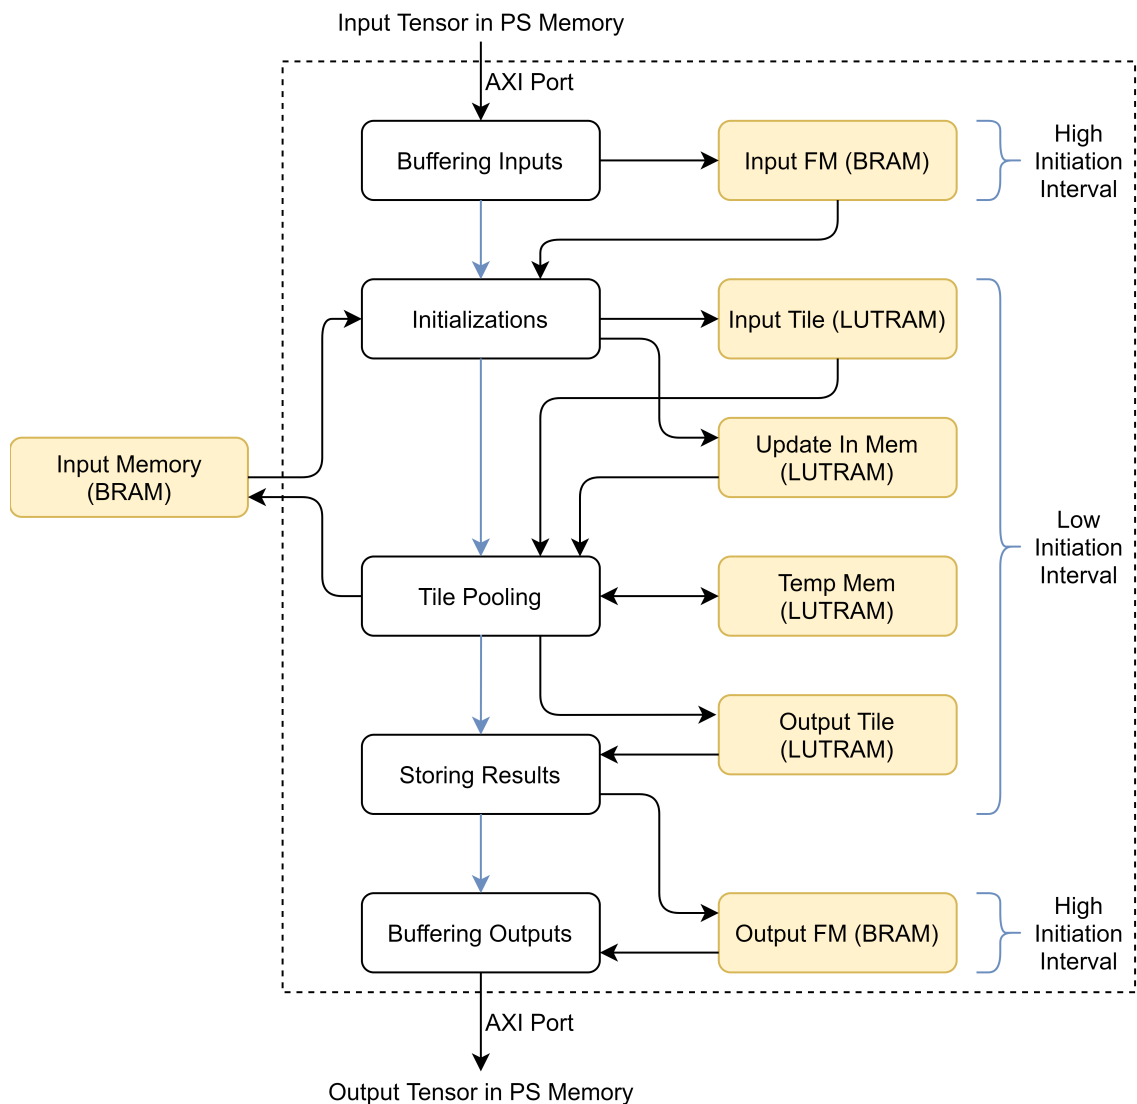 Input Tensor in PS Memory
AXI Port
Buffering Inputs
Input FM (BRAM)
High
Initiation
Interval
Initializations
Input Tile (LUTRAM)
Update In Mem
(LUTRAM)
Input Memory
(BRAM)
Low
Initiation
Interval
Tile Pooling
Temp Mem
(LUTRAM)
Output Tile
(LUTRAM)
Storing Results
Buffering Outputs
Output FM (BRAM)
High
Initiation
Interval
AXI Port
Output Tensor in PS Memory